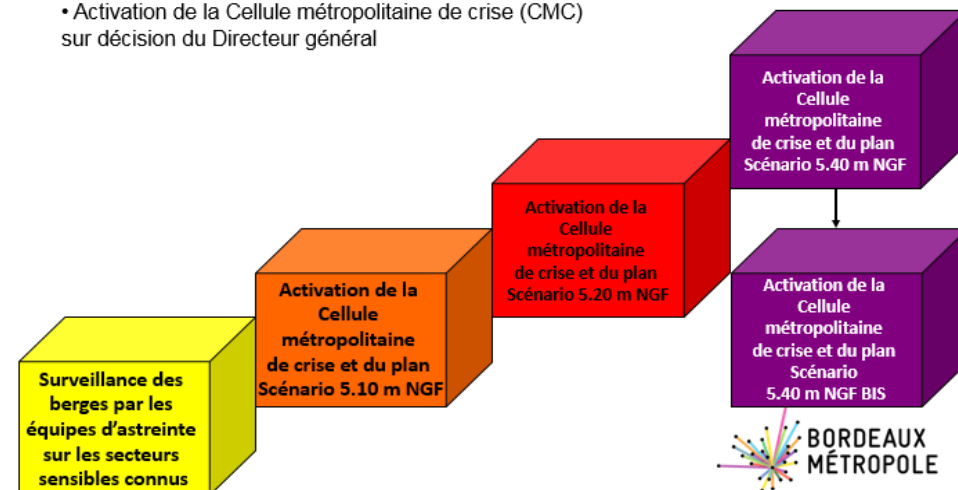 • Activation de la Cellule métropolitaine de crise (CMC)
sur décision du Directeur général
Activation de la
Cellule
métropolitaine
de crise et du plan
Scénario 5.40 m NGF
Activation de la
Cellule
métropolitaine
de crise et du plan
Scénario 5.20 m NGF
Activation de la
Cellule
métropolitaine
de crise et du plan
Scénario 5.10 m NGF
Activation de la
Cellule
métropolitaine
de crise et du plan
Scénario
5.40 m NGF BIS
Surveillance des
berges par les
équipes d’astreinte
sur les secteurs
sensibles connus
BORDEAUX
MÉTROPOLE